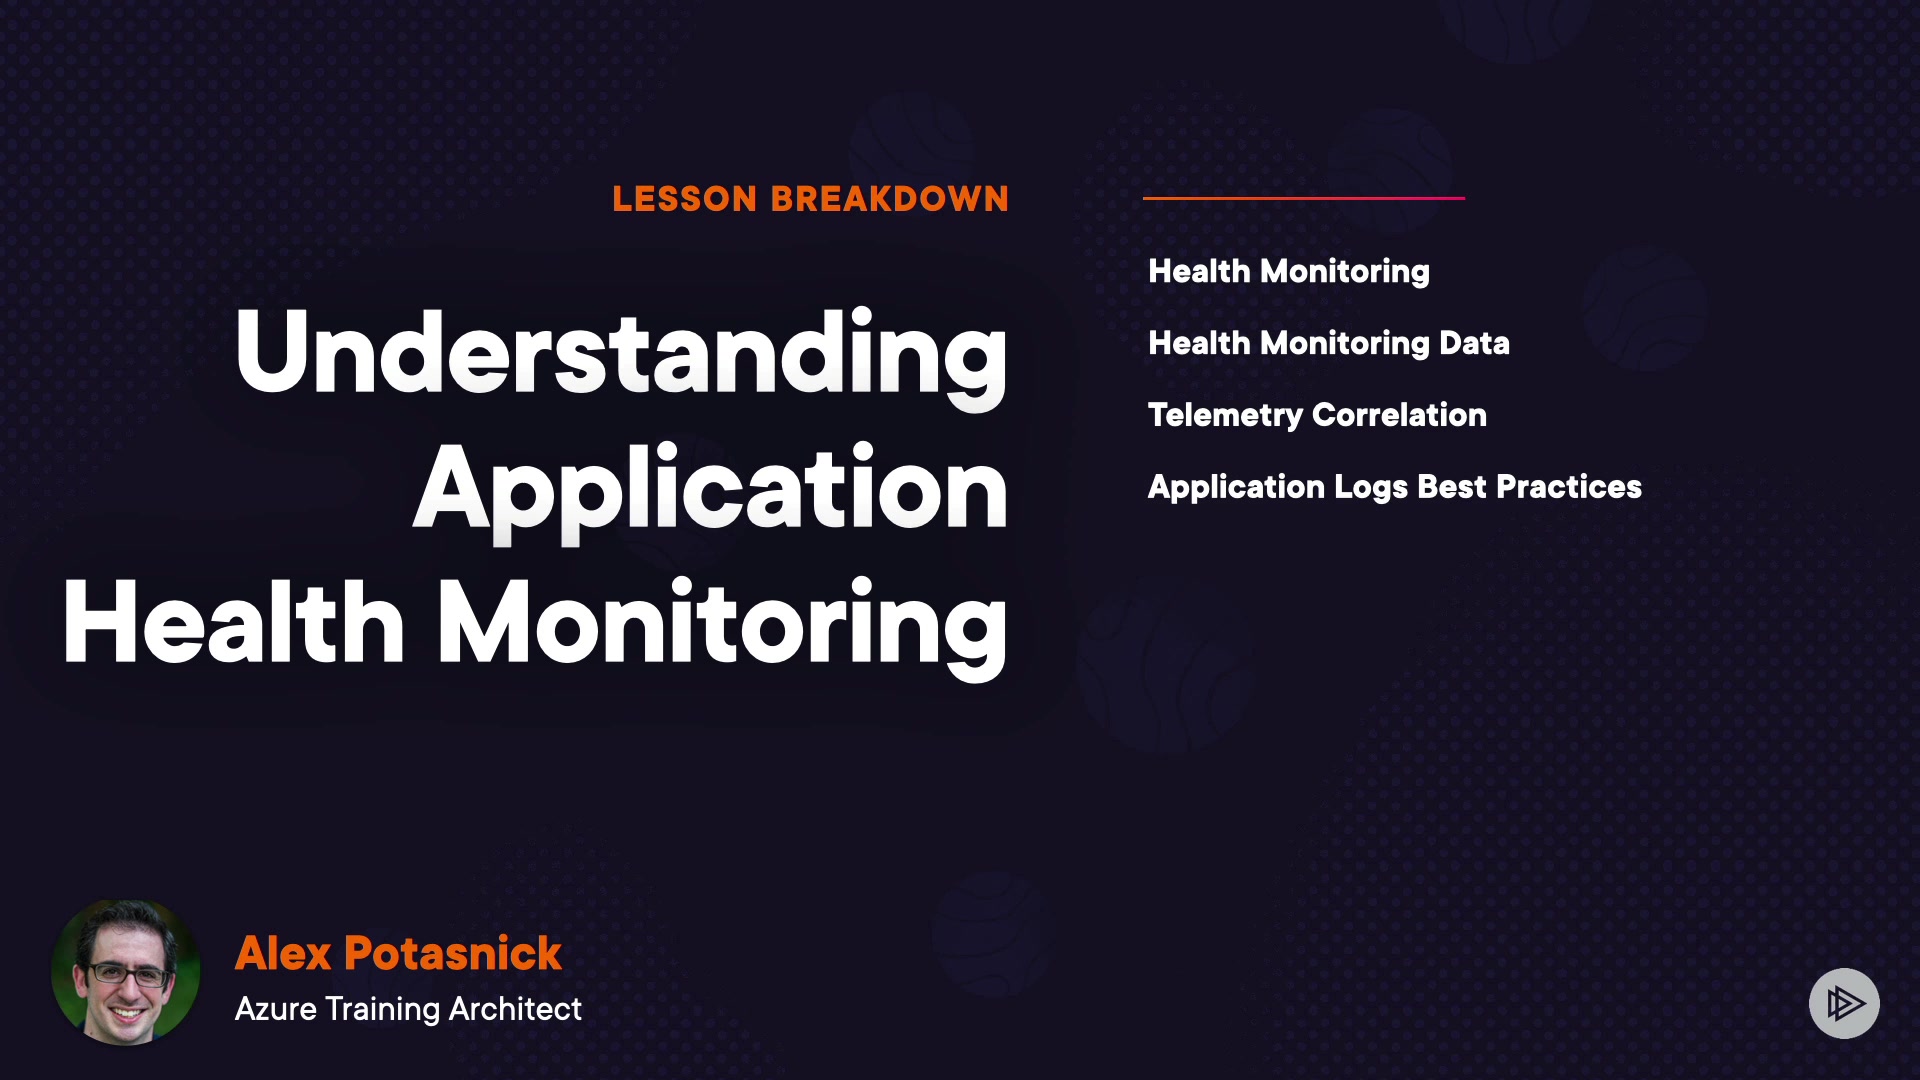 LESSON BREAKDOWN
Understanding
Application
Health Monitoring
Health Monitoring
Health Monitoring Data
Telemetry Correlation
Application Logs Best Practices
Alex Potasnick
Azure Training Architect